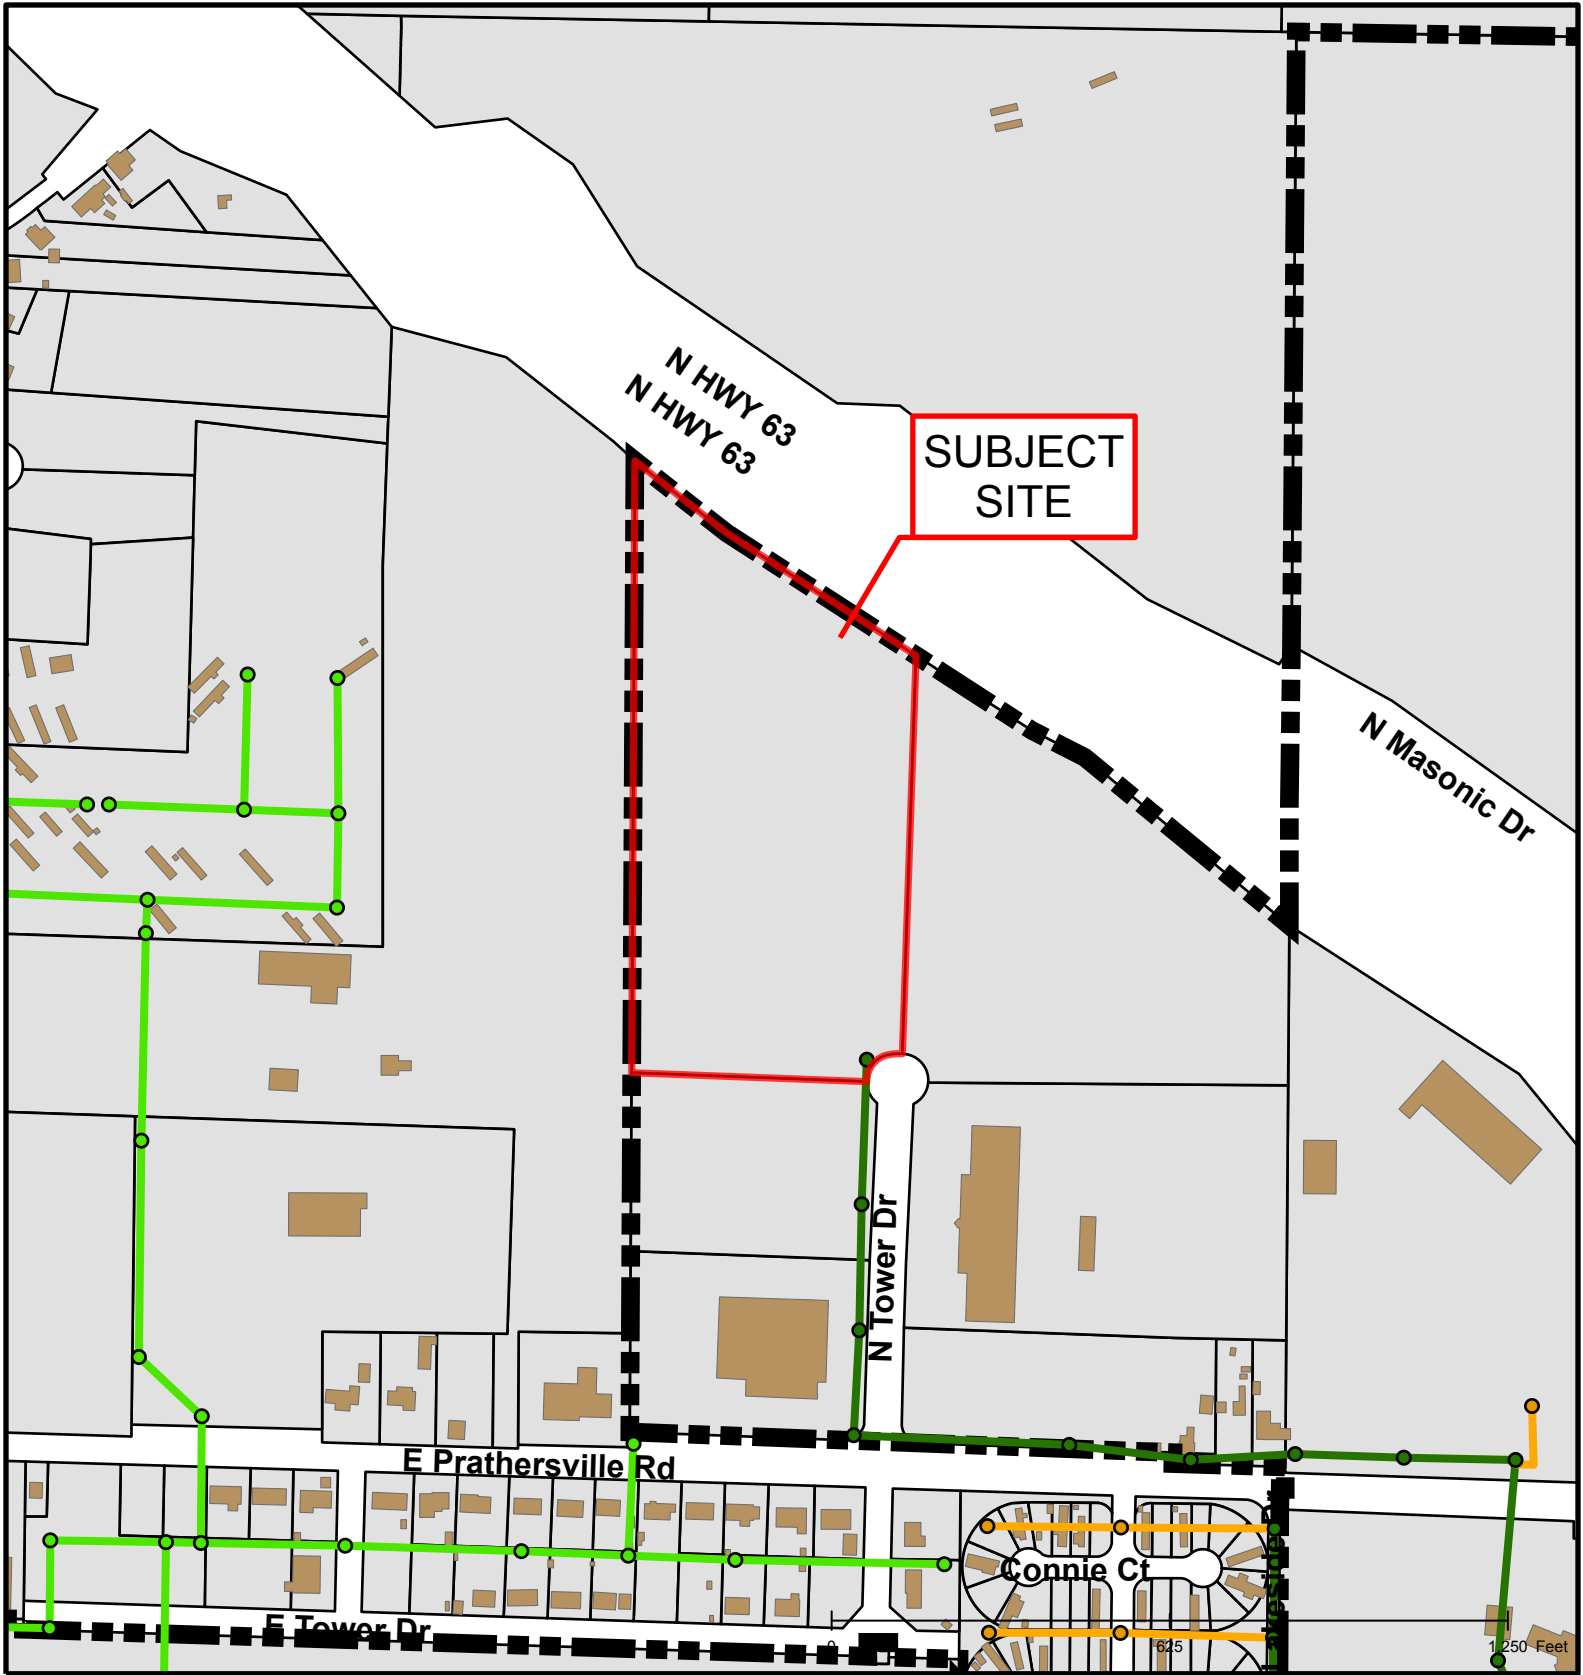 N HWY 63
N HWY 63
SUBJECT
SITE
N Masonic Dr
N Tower Dr
E Prathersville Rd
Connie Ct
E Tower Dr
0 625 1,250 Feet